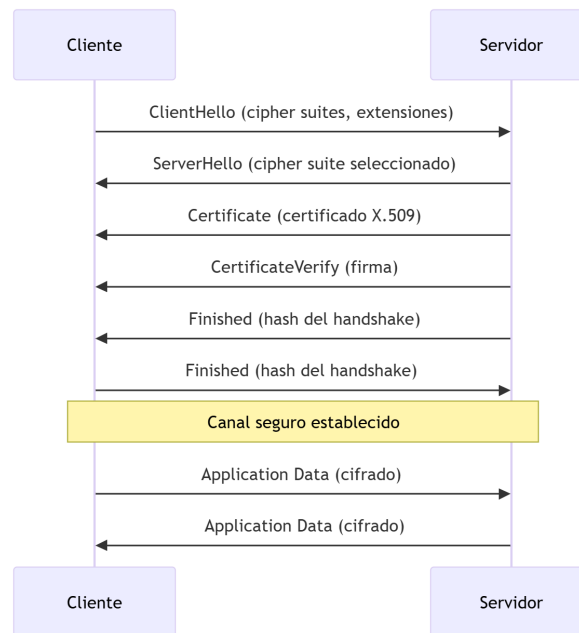 Cliente
Servidor
ClientHello (cipher suites, extensiones)
ServerHello (cipher suite seleccionado)
Certificate (certificado X.509)
CertificateVerify (firma)
Finished (hash del handshake)
Finished (hash del handshake)
Canal seguro establecido
Application Data (cifrado)
Application Data (cifrado)
Cliente
Servidor